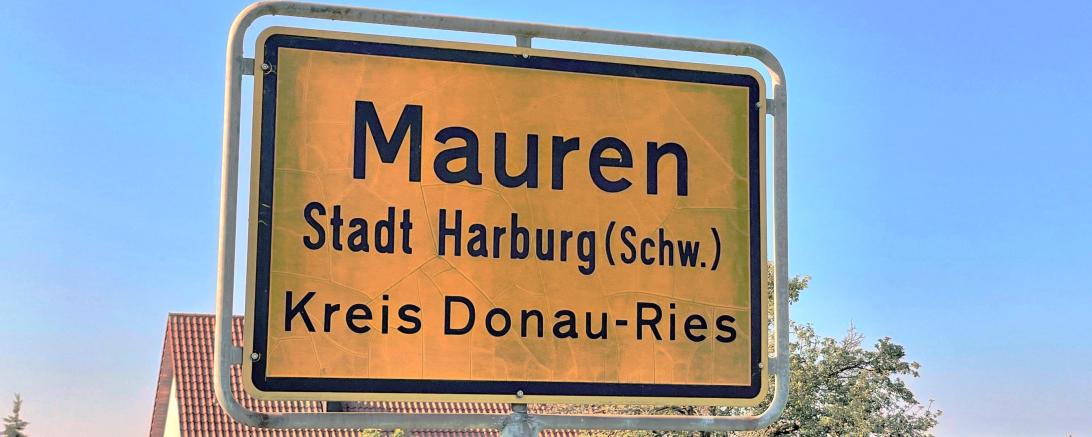 Mauren
Stadt Harburg (Schw.)
Kreis Donau-Ries